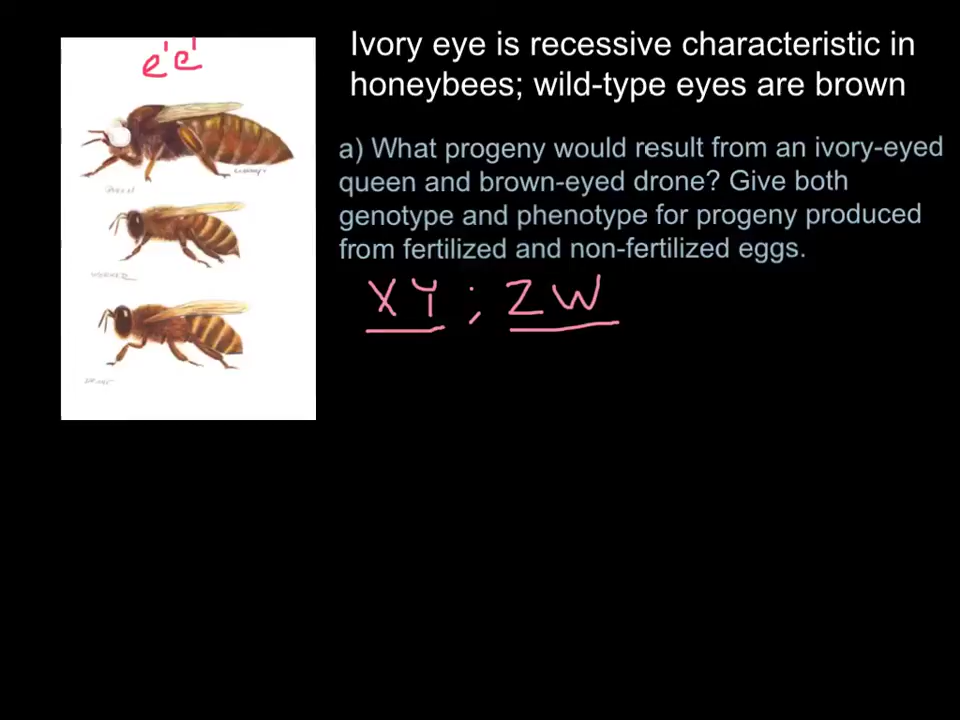 e' e'
Ivory eye is recessive characteristic in
honeybees; wild-type eyes are brown
a) What progeny would result from an ivory-eyed
queen and brown-eyed drone? Give both
genotype and phenotype for progeny produced
from fertilized and non-fertilized eggs.
X Y ; Z W